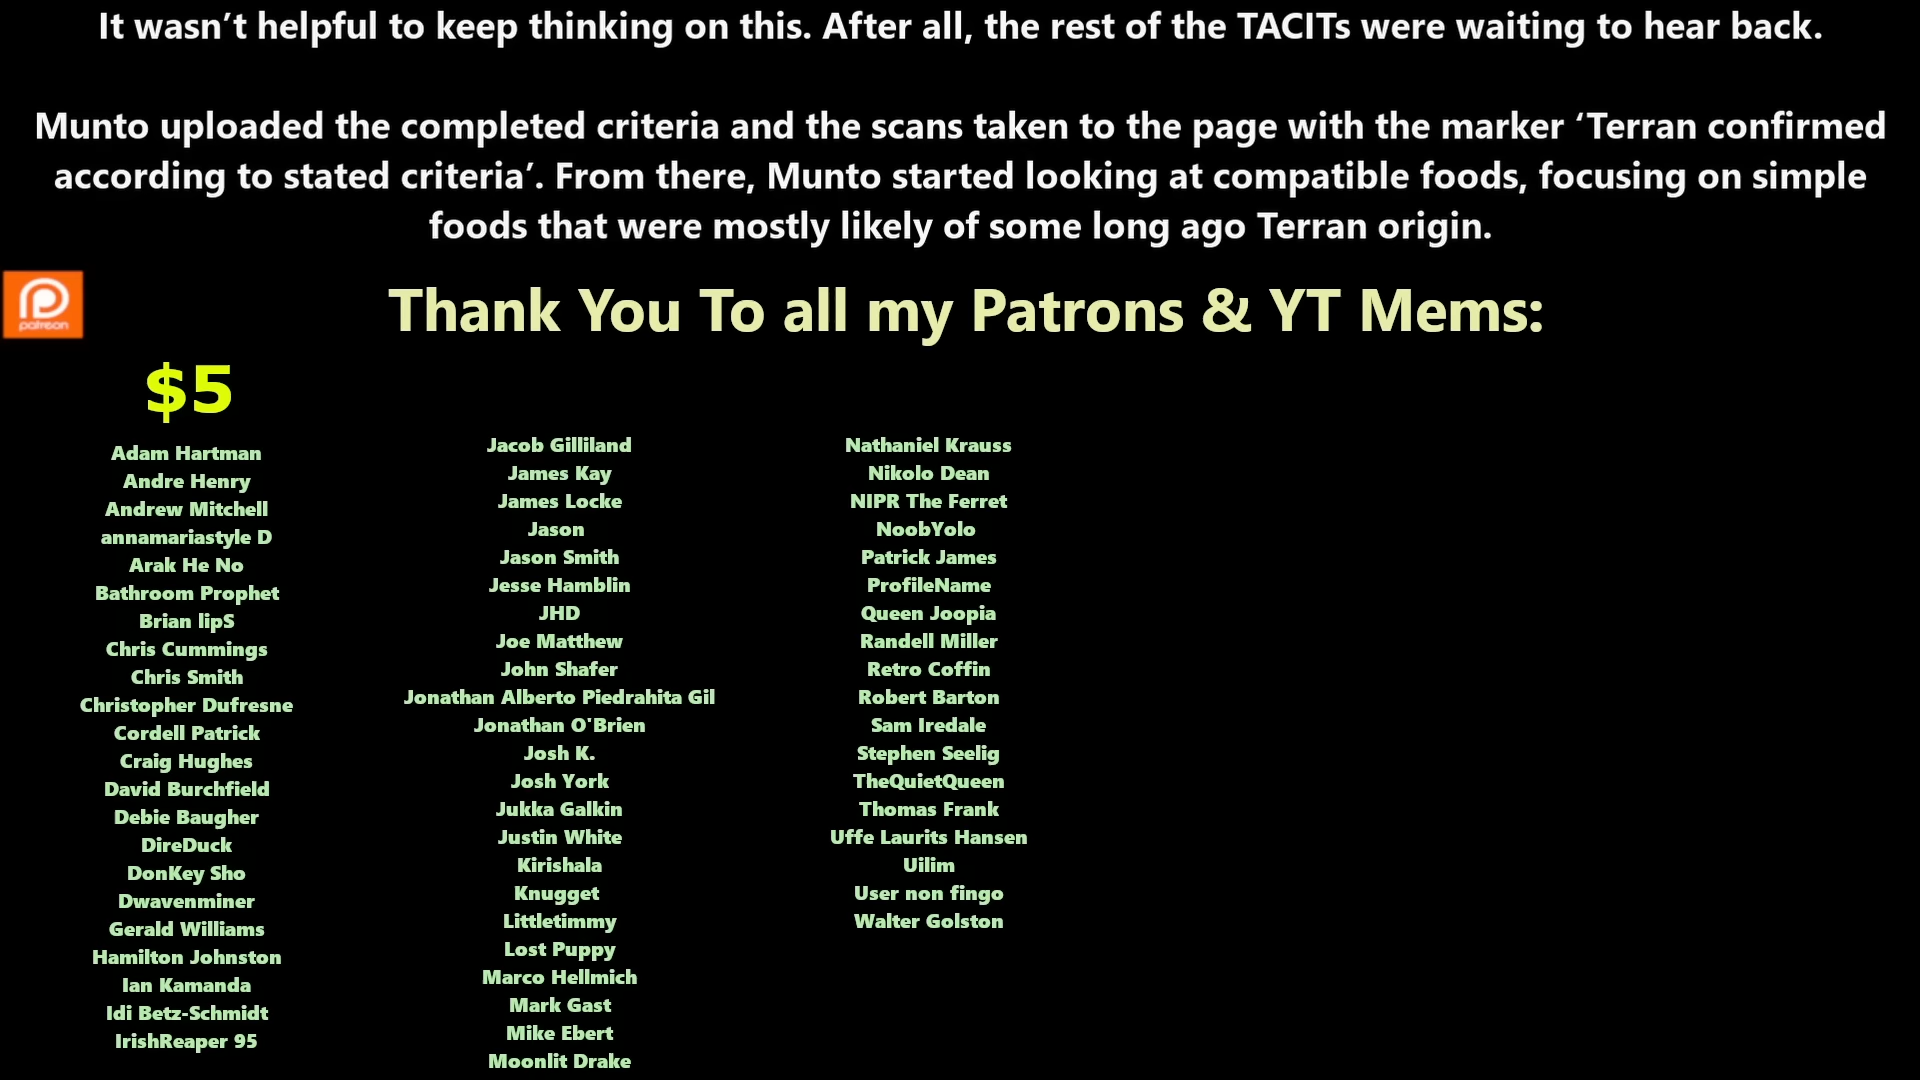 It wasn’t helpful to keep thinking on this. After all, the rest of the TACITs were waiting to hear back.
Munto uploaded the completed criteria and the scans taken to the page with the marker ‘Terran confirmed
according to stated criteria’. From there, Munto started looking at compatible foods, focusing on simple
foods that were mostly likely of some long ago Terran origin.
patreon
Thank You To all my Patrons & YT Mems:
$5
Adam Hartman
Andre Henry
Andrew Mitchell
annamariastyle D
Arak He No
Bathroom Prophet
Brian lipS
Chris Cummings
Chris Smith
Christopher Dufresne
Cordell Patrick
Craig Hughes
David Burchfield
Debie Baugher
DireDuck
DonKey Sho
Dwavenminer
Gerald Williams
Hamilton Johnston
Ian Kamanda
Idi Betz-Schmidt
IrishReaper 95
Jacob Gilliland
James Kay
James Locke
Jason
Jason Smith
Jesse Hamblin
JHD
Joe Matthew
John Shafer
Jonathan Alberto Piedrahita Gil
Jonathan O'Brien
Josh K.
Josh York
Jukka Galkin
Justin White
Kirishala
Knugget
Littletimmy
Lost Puppy
Marco Hellmich
Mark Gast
Mike Ebert
Moonlit Drake
Nathaniel Krauss
Nikolo Dean
NIPR The Ferret
NoobYolo
Patrick James
ProfileName
Queen Joopia
Randell Miller
Retro Coffin
Robert Barton
Sam Iredale
Stephen Seelig
TheQuietQueen
Thomas Frank
Uffe Laurits Hansen
Uilim
User non fingo
Walter Golston